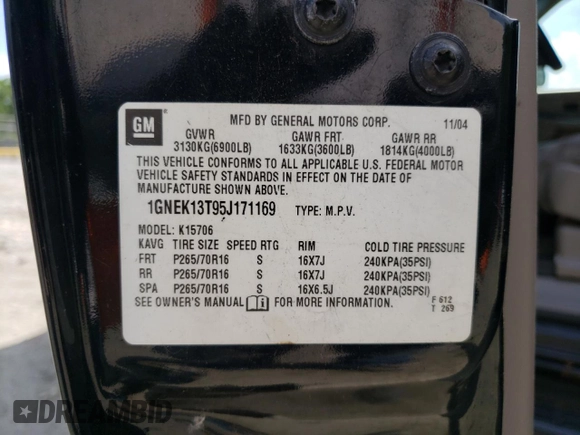 GM
MFD BY GENERAL MOTORS CORP. 11/04
GVWR GAWR FRT GAWR RR
3130KG(6900LB) 1633KG(3600LB) 1814KG(4000LB)
THIS VEHICLE CONFORMS TO ALL APPLICABLE U.S. FEDERAL MOTOR
VEHICLE SAFETY STANDARDS IN EFFECT ON THE DATE OF
MANUFACTURE SHOWN ABOVE.
1GNEK13T95J171169 TYPE: M.P.V.
MODEL: K15706
KAVG TIRE SIZE SPEED RTG RIM COLD TIRE PRESSURE
FRT P265/70R16 S 16X7J 240KPA(35PSI)
RR P265/70R16 S 16X7J 240KPA(35PSI)
SPA P265/70R16 S 16X6.5J 240KPA(35PSI)
SEE OWNER'S MANUAL FOR MORE INFORMATION. F 612
T 269
DREAMBID